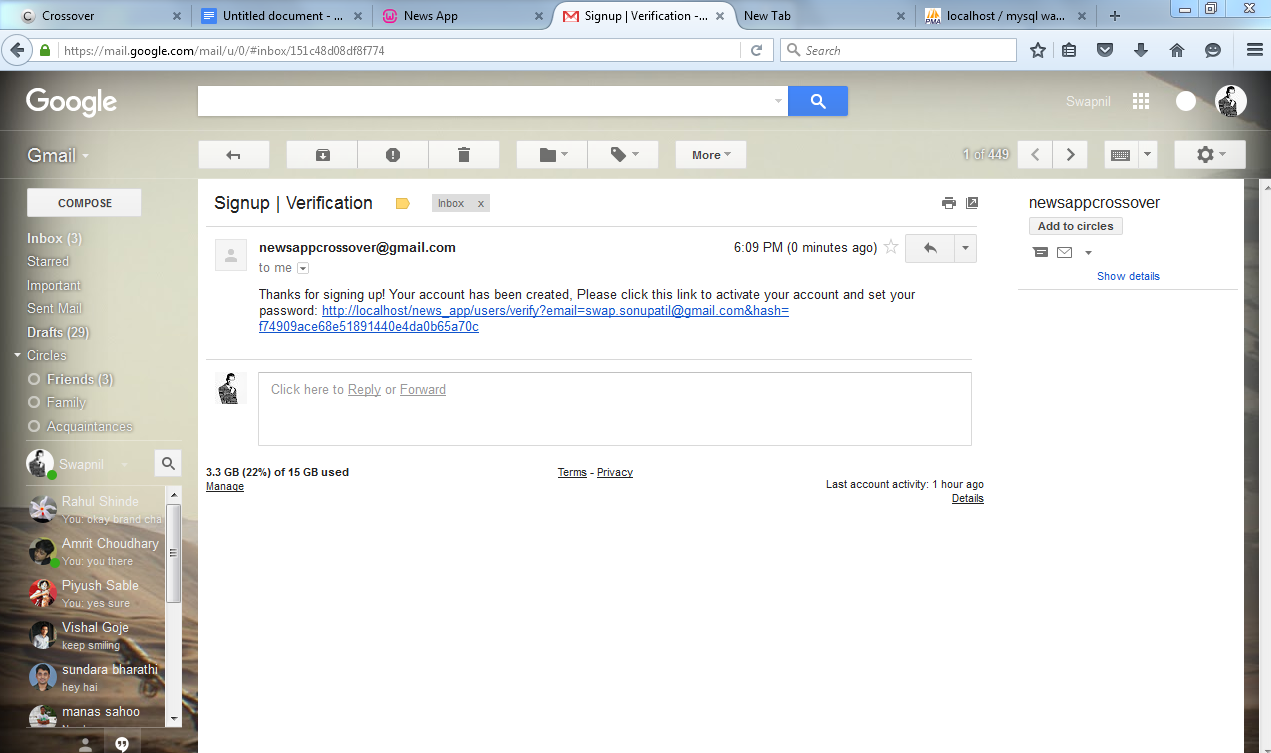 Crossover
Untitled document - ...
News App
Signup | Verification -...
New Tab
localhost / mysql wa...
https://mail.google.com/mail/u/0/#inbox/151c48d08df8f774
Search
Google
Swapnil
Gmail
More
1 of 449
COMPOSE
Inbox (3)
Starred
Important
Sent Mail
Drafts (29)
Circles
Friends (3)
Family
Acquaintances
Swapnil
Rahul Shinde
You: okay brand cha
Amrit Choudhary
You: you there
Piyush Sable
You: yes sure
Vishal Goje
keep smiling
sundara bharathi
hey hai
manas sahoo
Signup | Verification
Inbox x
newsappcrossover@gmail.com
6:09 PM (0 minutes ago)
to me
Thanks for signing up! Your account has been created, Please click this link to activate your account and set your
password: http://localhost/news_app/users/verify?email=swap.sonupatil@gmail.com&hash=
f74909ace68e51891440e4da0b65a70c
Click here to Reply or Forward
3.3 GB (22%) of 15 GB used
Manage
Terms - Privacy
Last account activity: 1 hour ago
Details
newsappcrossover
Add to circles
Show details